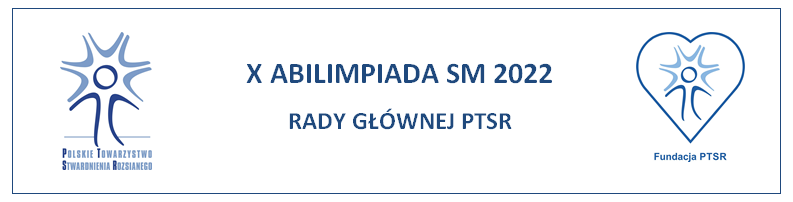 X ABILIMPIADA SM 2022
RADY GŁÓWNEJ PTSR
POLSKIE TOWARZYSTWO
STWARDNIENIA ROZSIANEGO
Fundacja PTSR